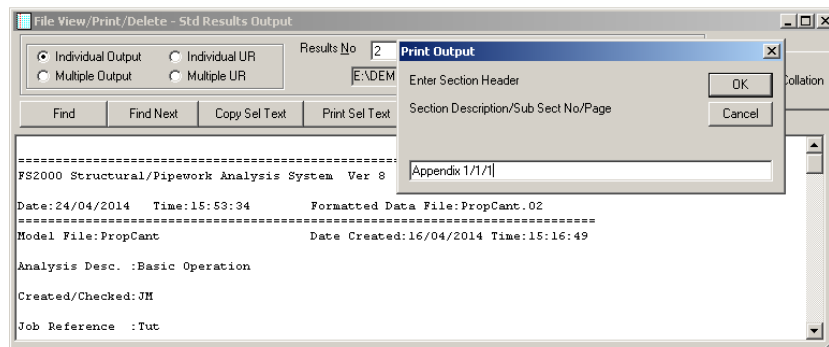 File View/Print/Delete - Std Results Output
Individual Output Individual UR Results No 2
Multiple Output Multiple UR E:\DEM
Print Output
Enter Section Header
OK
Section Description/Sub Sect No/Page
Cancel
Appendix 1/1/1
Collation
Find Find Next Copy Sel Text Print Sel Text
==========================================================================
FS2000 Structural/Pipework Analysis System Ver 8
Date:24/04/2014 Time:15:53:34 Formatted Data File:PropCant.02
==========================================================================
Model File:PropCant Date Created:16/04/2014 Time:15:16:49
Analysis Desc. :Basic Operation
Created/Checked:JM
Job Reference :Tut